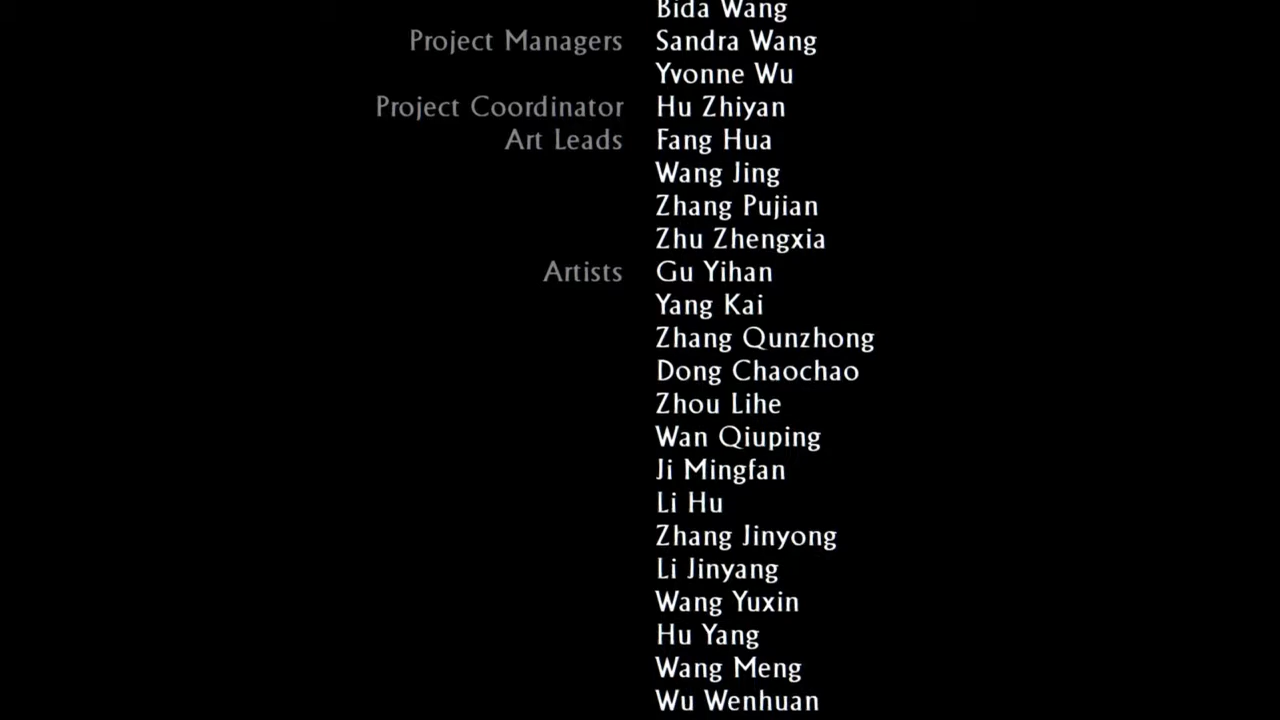 Bida Wang
Project Managers Sandra Wang
Yvonne Wu
Project Coordinator Hu Zhiyan
Art Leads Fang Hua
Wang Jing
Zhang Pujian
Zhu Zhengxia
Artists Gu Yihan
Yang Kai
Zhang Qunzhong
Dong Chaochao
Zhou Lihe
Wan Qiuping
Ji Mingfan
Li Hu
Zhang Jinyong
Li Jinyang
Wang Yuxin
Hu Yang
Wang Meng
Wu Wenhuan